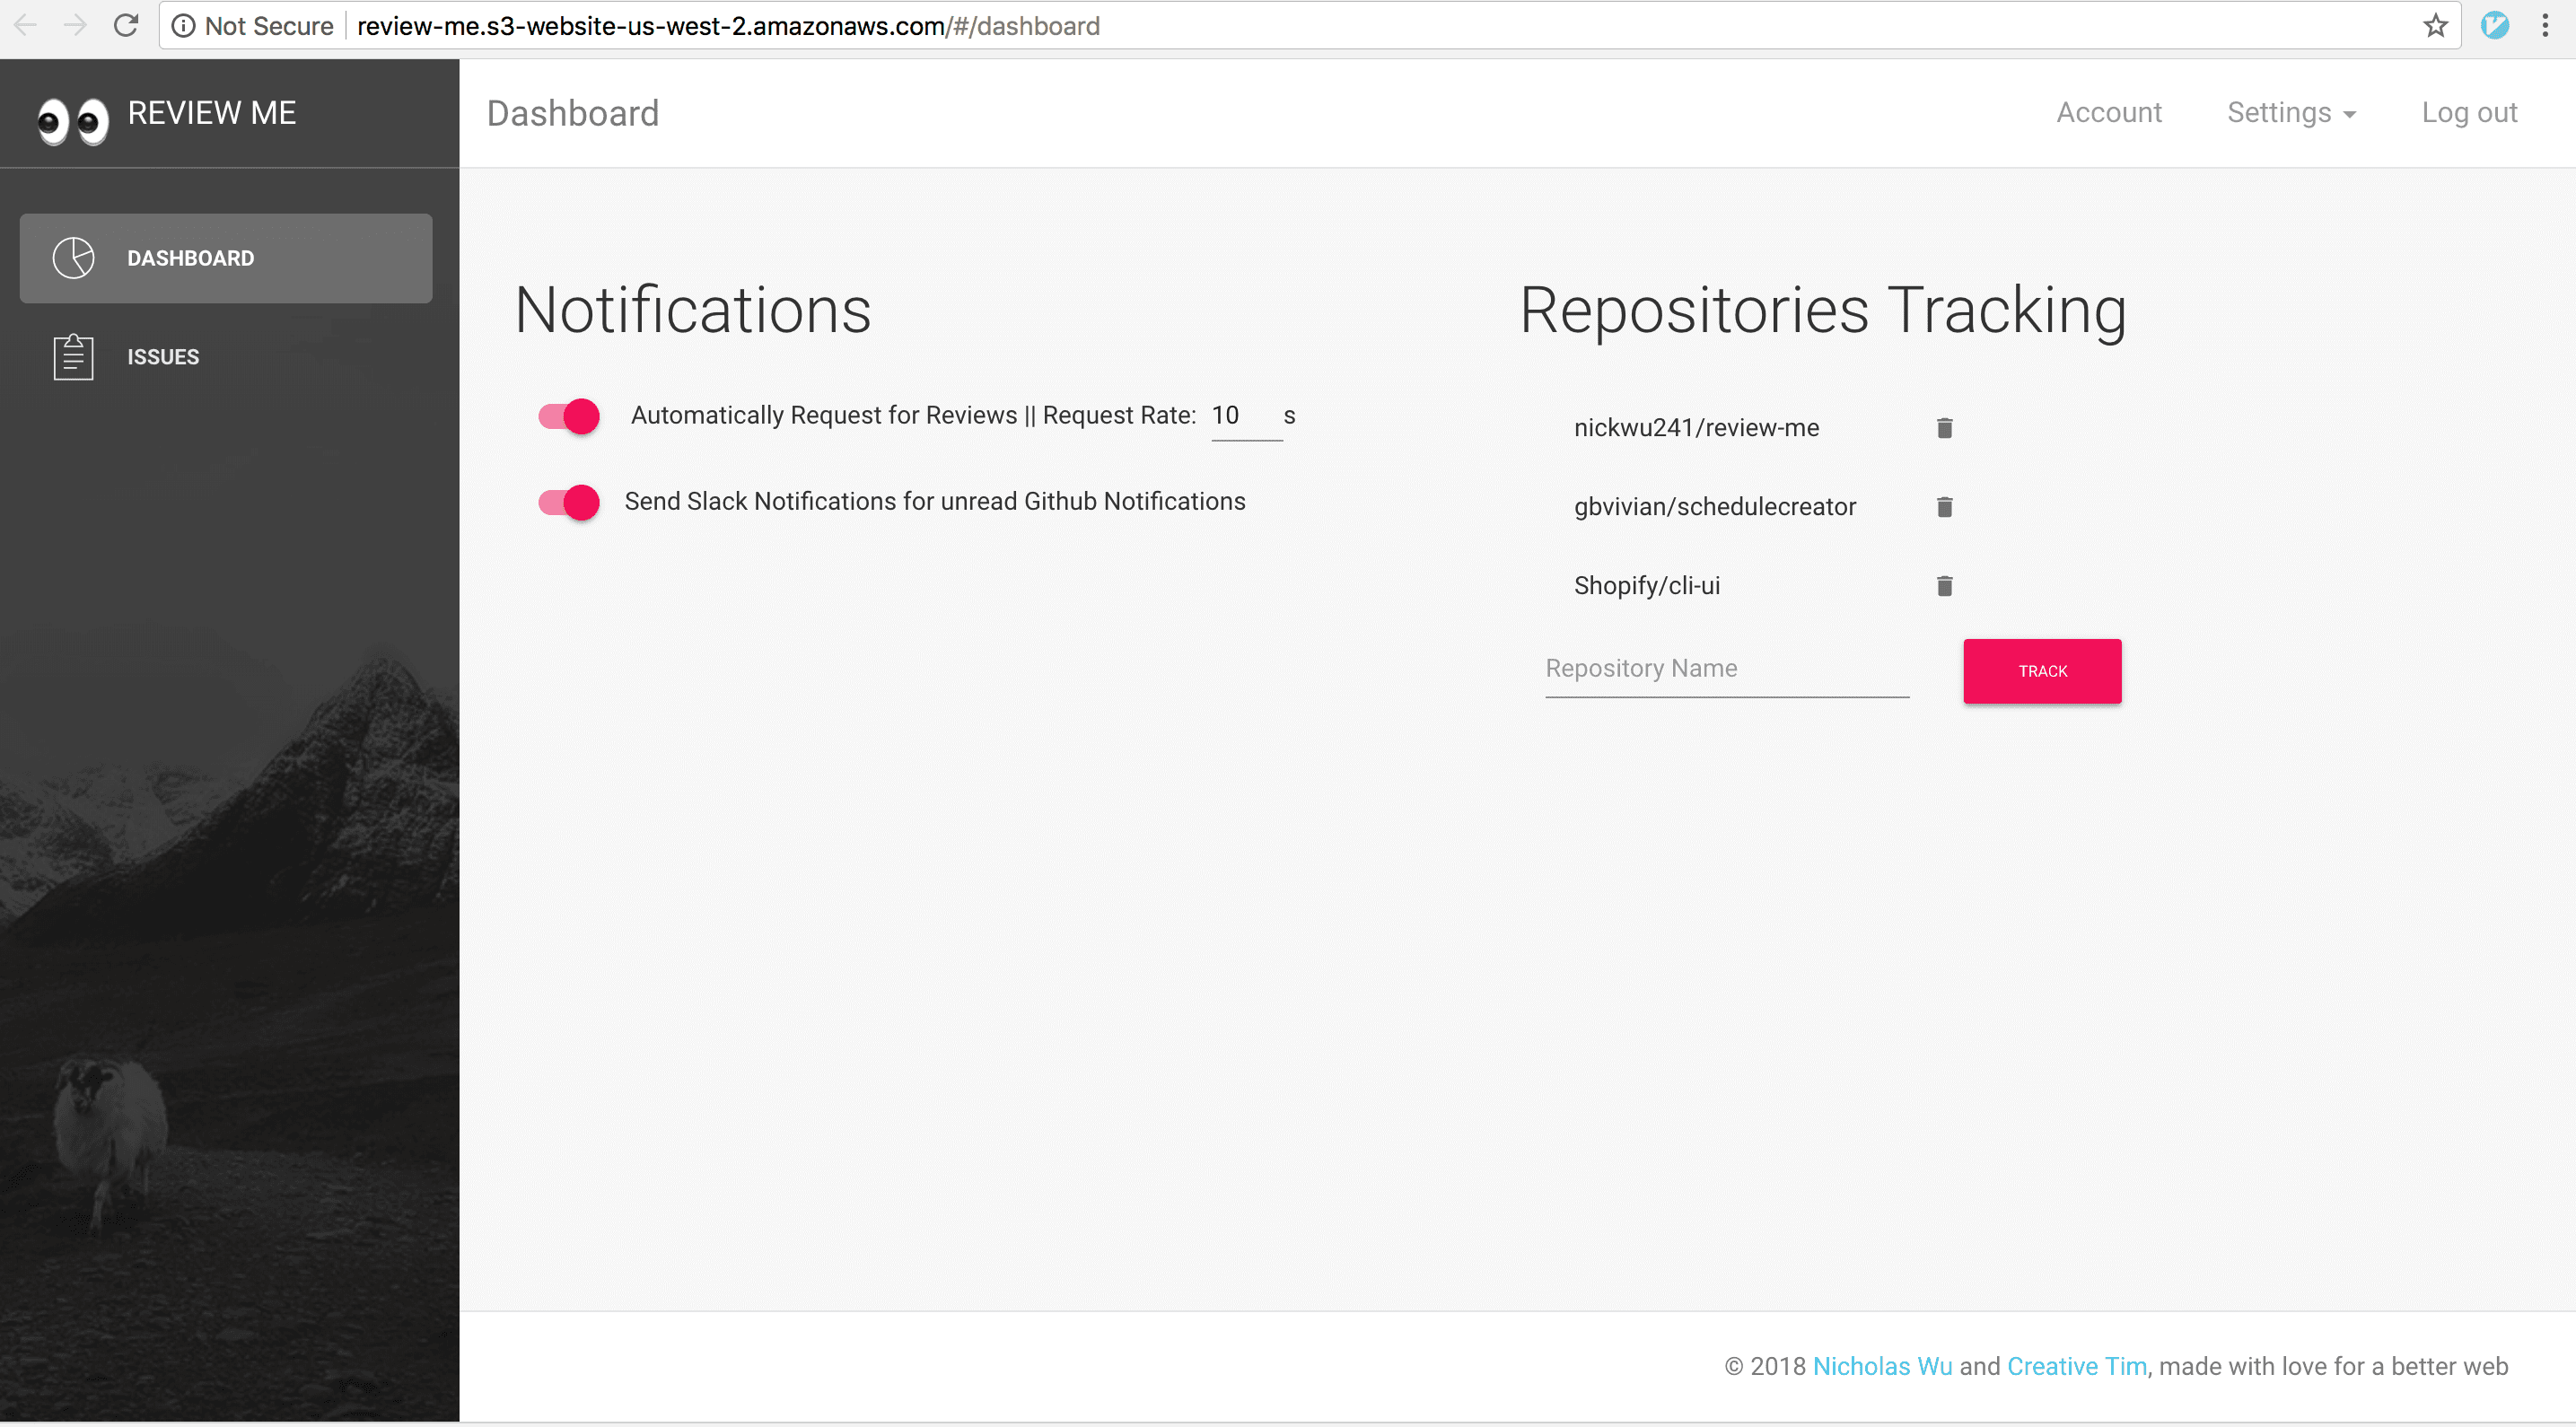 Not Secure review-me.s3-website-us-west-2.amazonaws.com/#/dashboard
REVIEW ME
Dashboard
Account
Settings
Log out
DASHBOARD
ISSUES
Notifications
Automatically Request for Reviews || Request Rate: 10 s
Send Slack Notifications for unread Github Notifications
Repositories Tracking
nickwu241/review-me
gbvivian/schedulecreator
Shopify/cli-ui
Repository Name
TRACK
© 2018 Nicholas Wu and Creative Tim, made with love for a better web